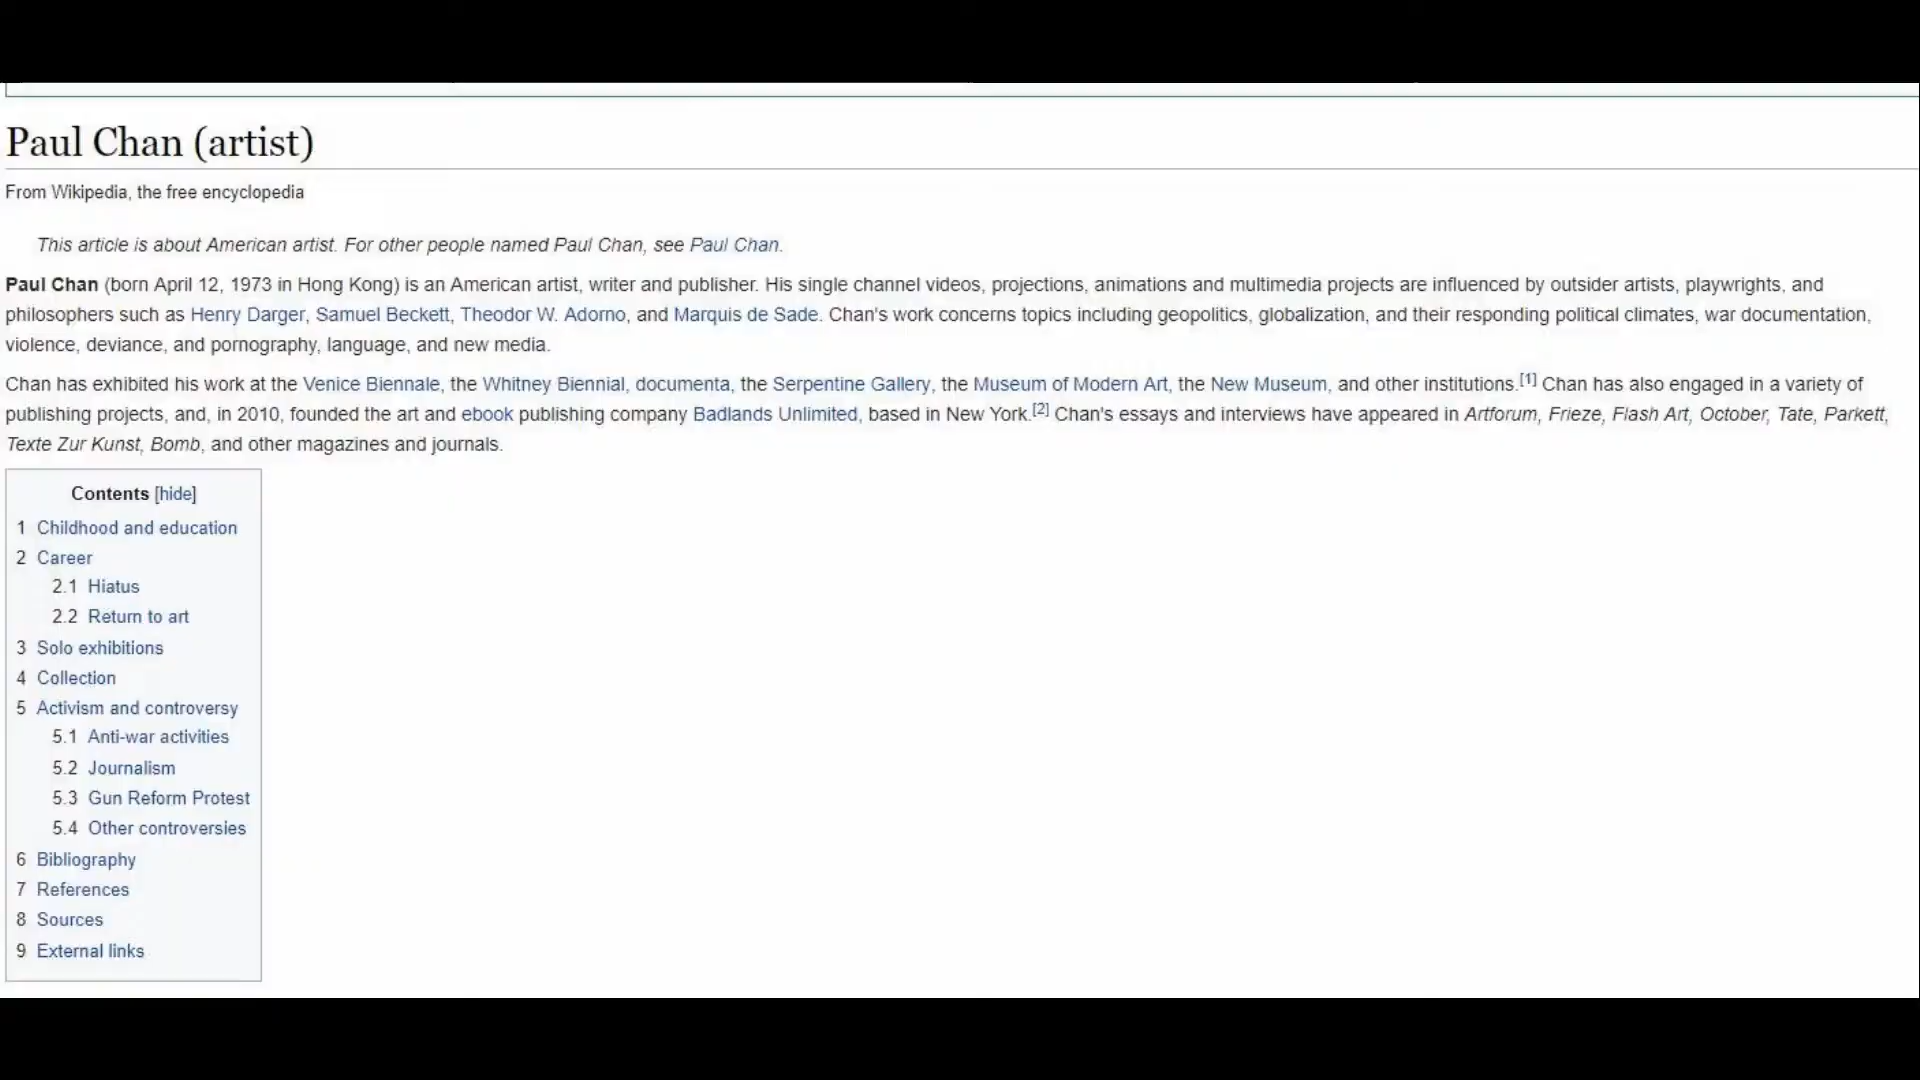 Paul Chan (artist)
From Wikipedia, the free encyclopedia
This article is about American artist. For other people named Paul Chan, see Paul Chan.
Paul Chan (born April 12, 1973 in Hong Kong) is an American artist, writer and publisher. His single channel videos, projections, animations and multimedia projects are influenced by outsider artists, playwrights, and
philosophers such as Henry Darger, Samuel Beckett, Theodor W. Adorno, and Marquis de Sade. Chan's work concerns topics including geopolitics, globalization, and their responding political climates, war documentation,
violence, deviance, and pornography, language, and new media.
Chan has exhibited his work at the Venice Biennale, the Whitney Biennial, documenta, the Serpentine Gallery, the Museum of Modern Art, the New Museum, and other institutions.[1] Chan has also engaged in a variety of
publishing projects, and, in 2010, founded the art and ebook publishing company Badlands Unlimited, based in New York.[2] Chan's essays and interviews have appeared in Artforum, Frieze, Flash Art, October, Tate, Parkett,
Texte Zur Kunst, Bomb, and other magazines and journals.
Contents [hide]
1 Childhood and education
2 Career
2.1 Hiatus
2.2 Return to art
3 Solo exhibitions
4 Collection
5 Activism and controversy
5.1 Anti-war activities
5.2 Journalism
5.3 Gun Reform Protest
5.4 Other controversies
6 Bibliography
7 References
8 Sources
9 External links